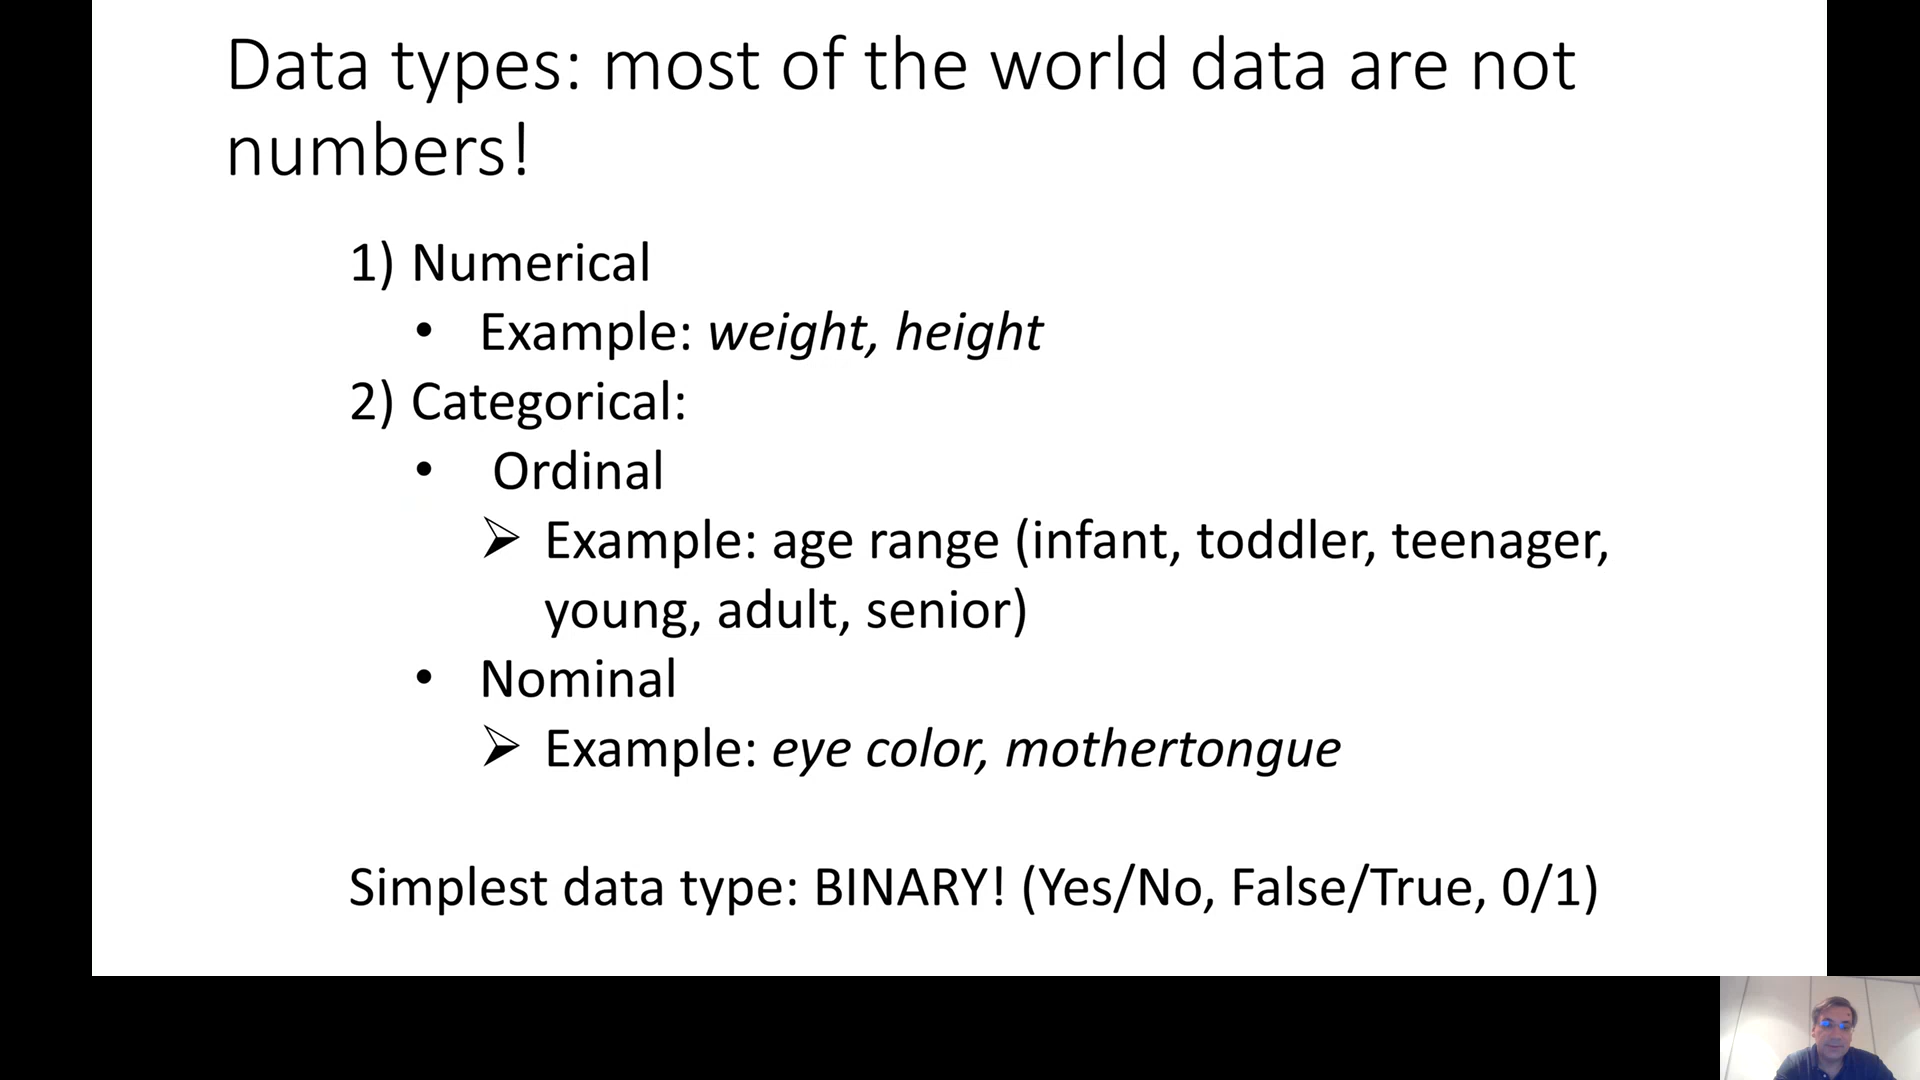 Data types: most of the world data are not
numbers!
1) Numerical
• Example: weight, height
2) Categorical:
• Ordinal
➢ Example: age range (infant, toddler, teenager,
young, adult, senior)
• Nominal
➢ Example: eye color, mothertongue
Simplest data type: BINARY! (Yes/No, False/True, 0/1)